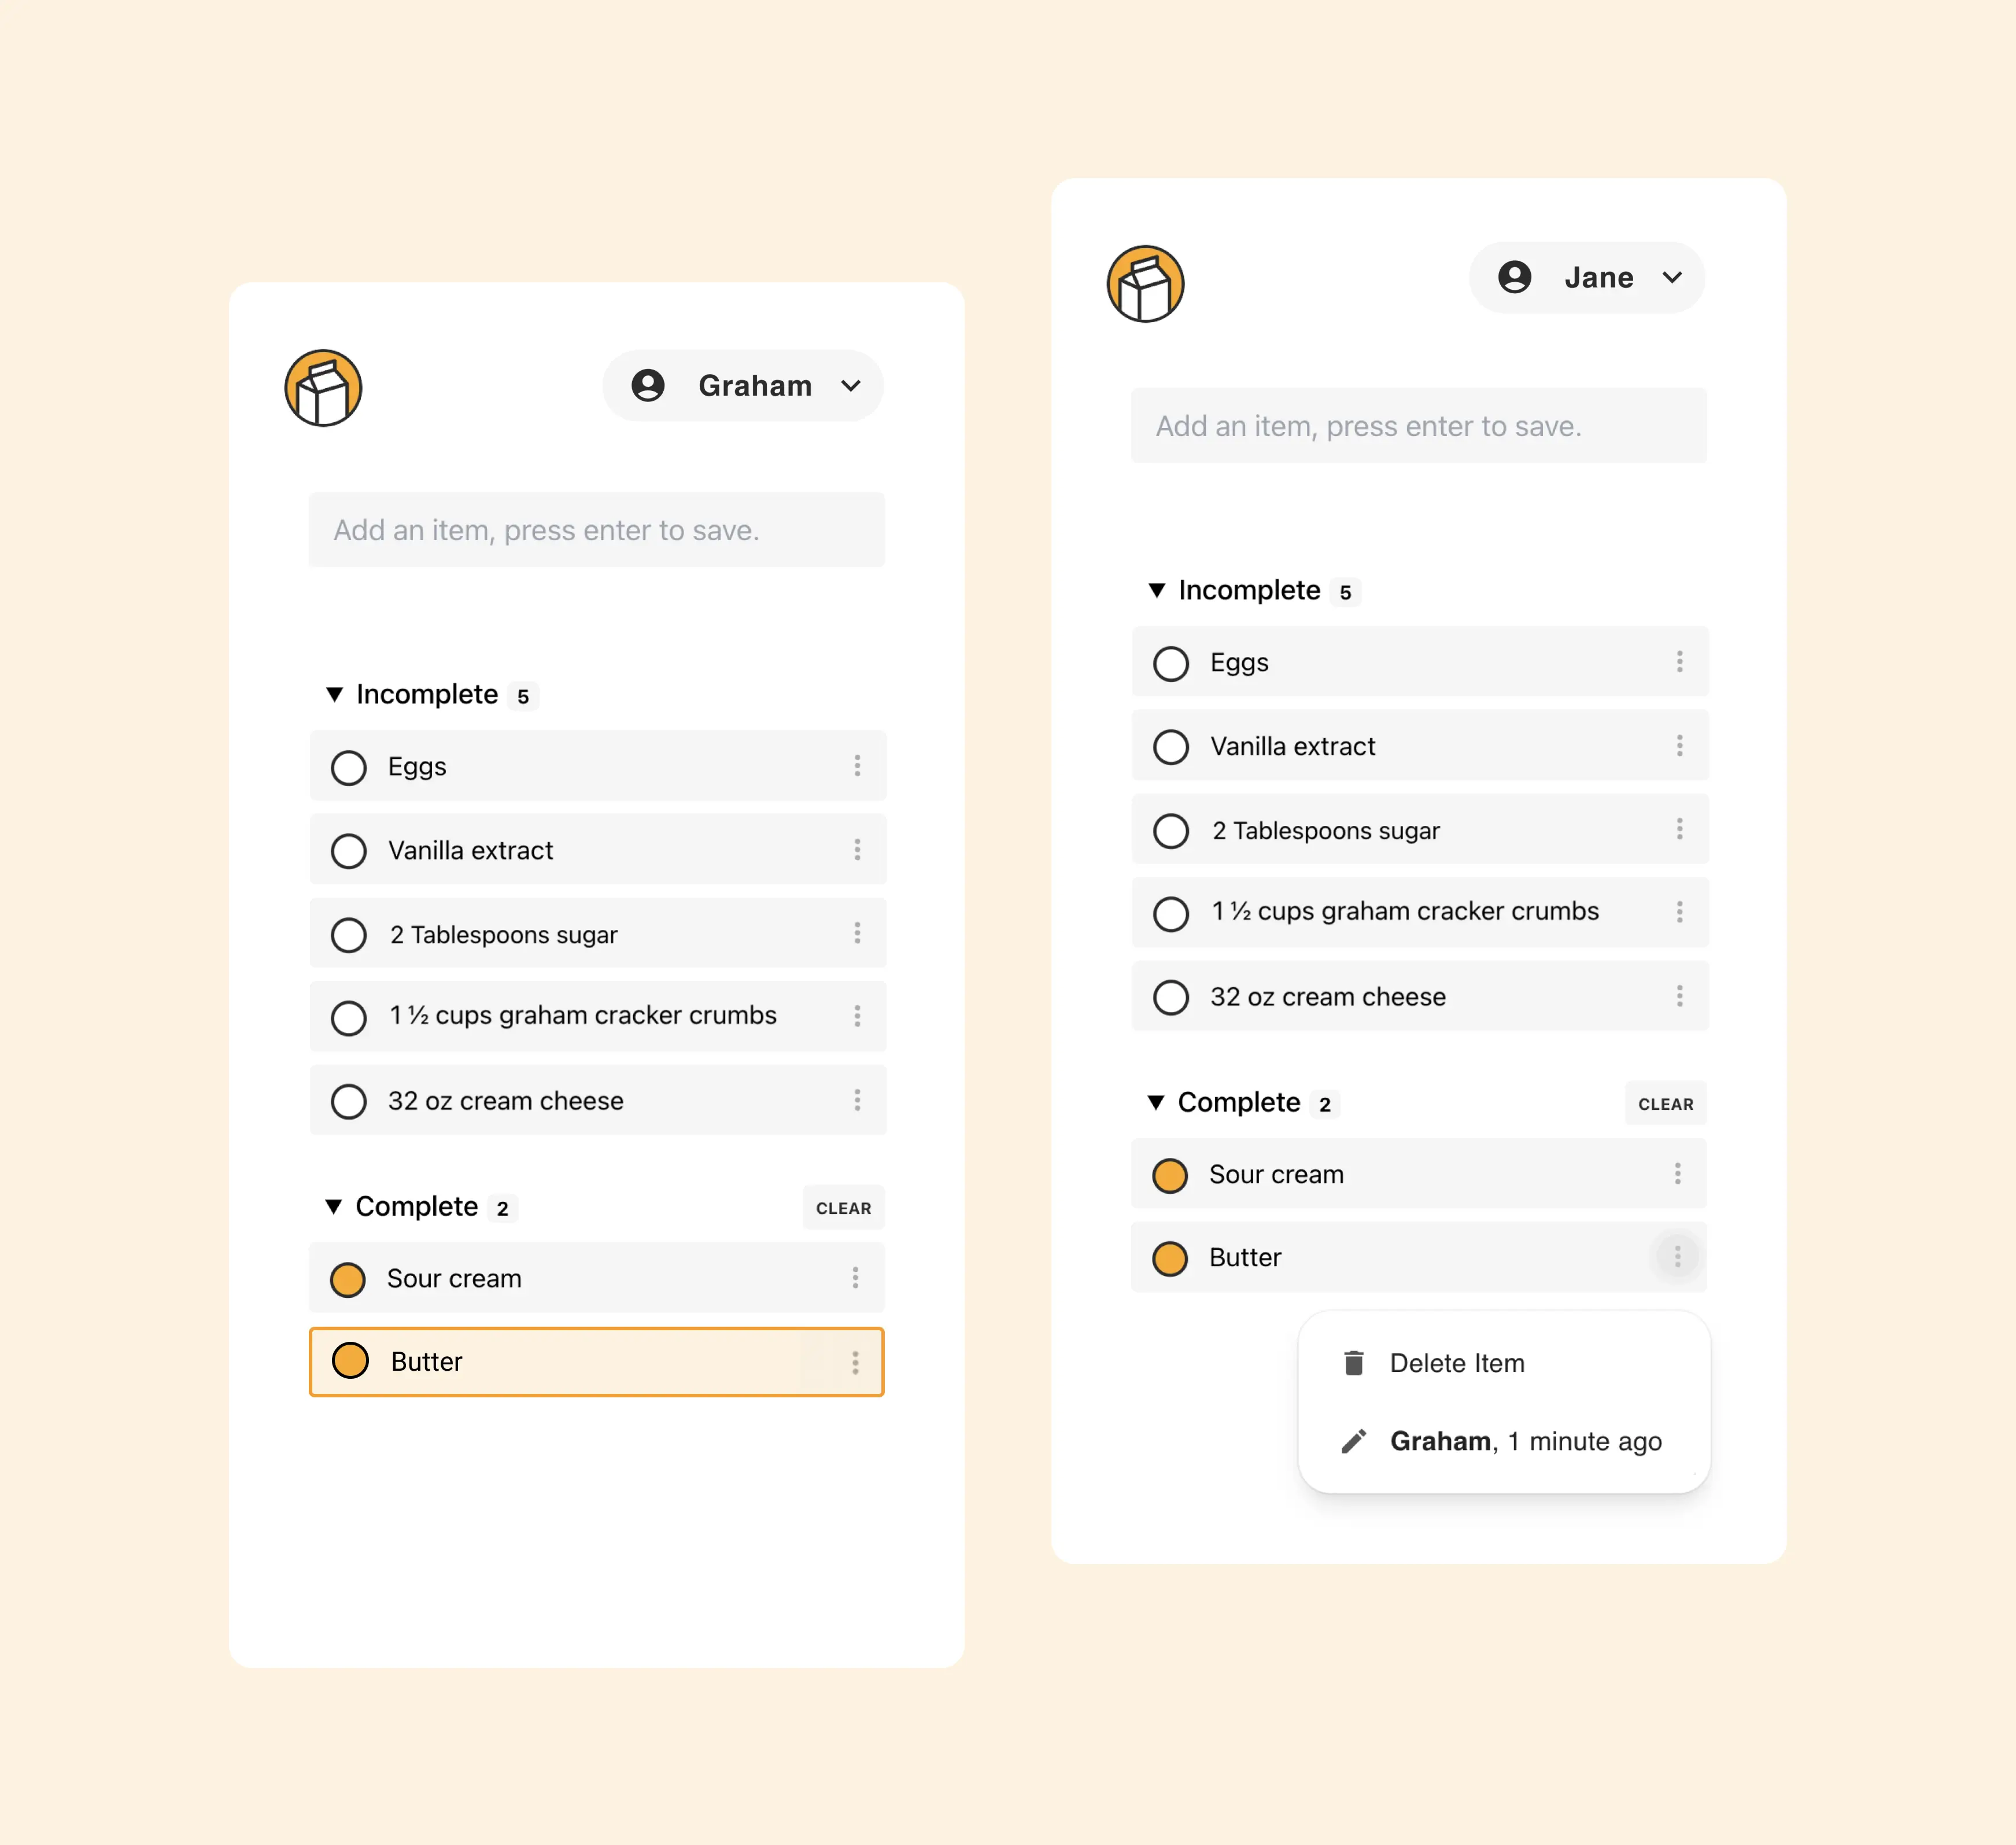 Graham
Add an item, press enter to save.
Incomplete 5
Eggs
Vanilla extract
2 Tablespoons sugar
1 ½ cups graham cracker crumbs
32 oz cream cheese
Complete 2 CLEAR
Sour cream
Butter
Jane
Add an item, press enter to save.
Incomplete 5
Eggs
Vanilla extract
2 Tablespoons sugar
1 ½ cups graham cracker crumbs
32 oz cream cheese
Complete 2 CLEAR
Sour cream
Butter
Delete Item
Graham, 1 minute ago